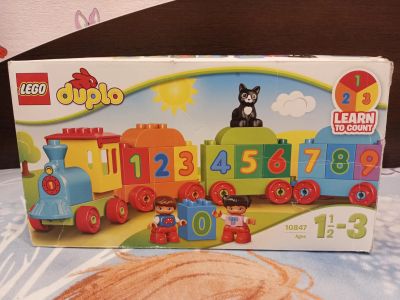 LEGO duplo
1
2 3
LEARN
TO COUNT
1 2 3 4 5 6 7 8 9
1
0
10847
Ages
1½-3